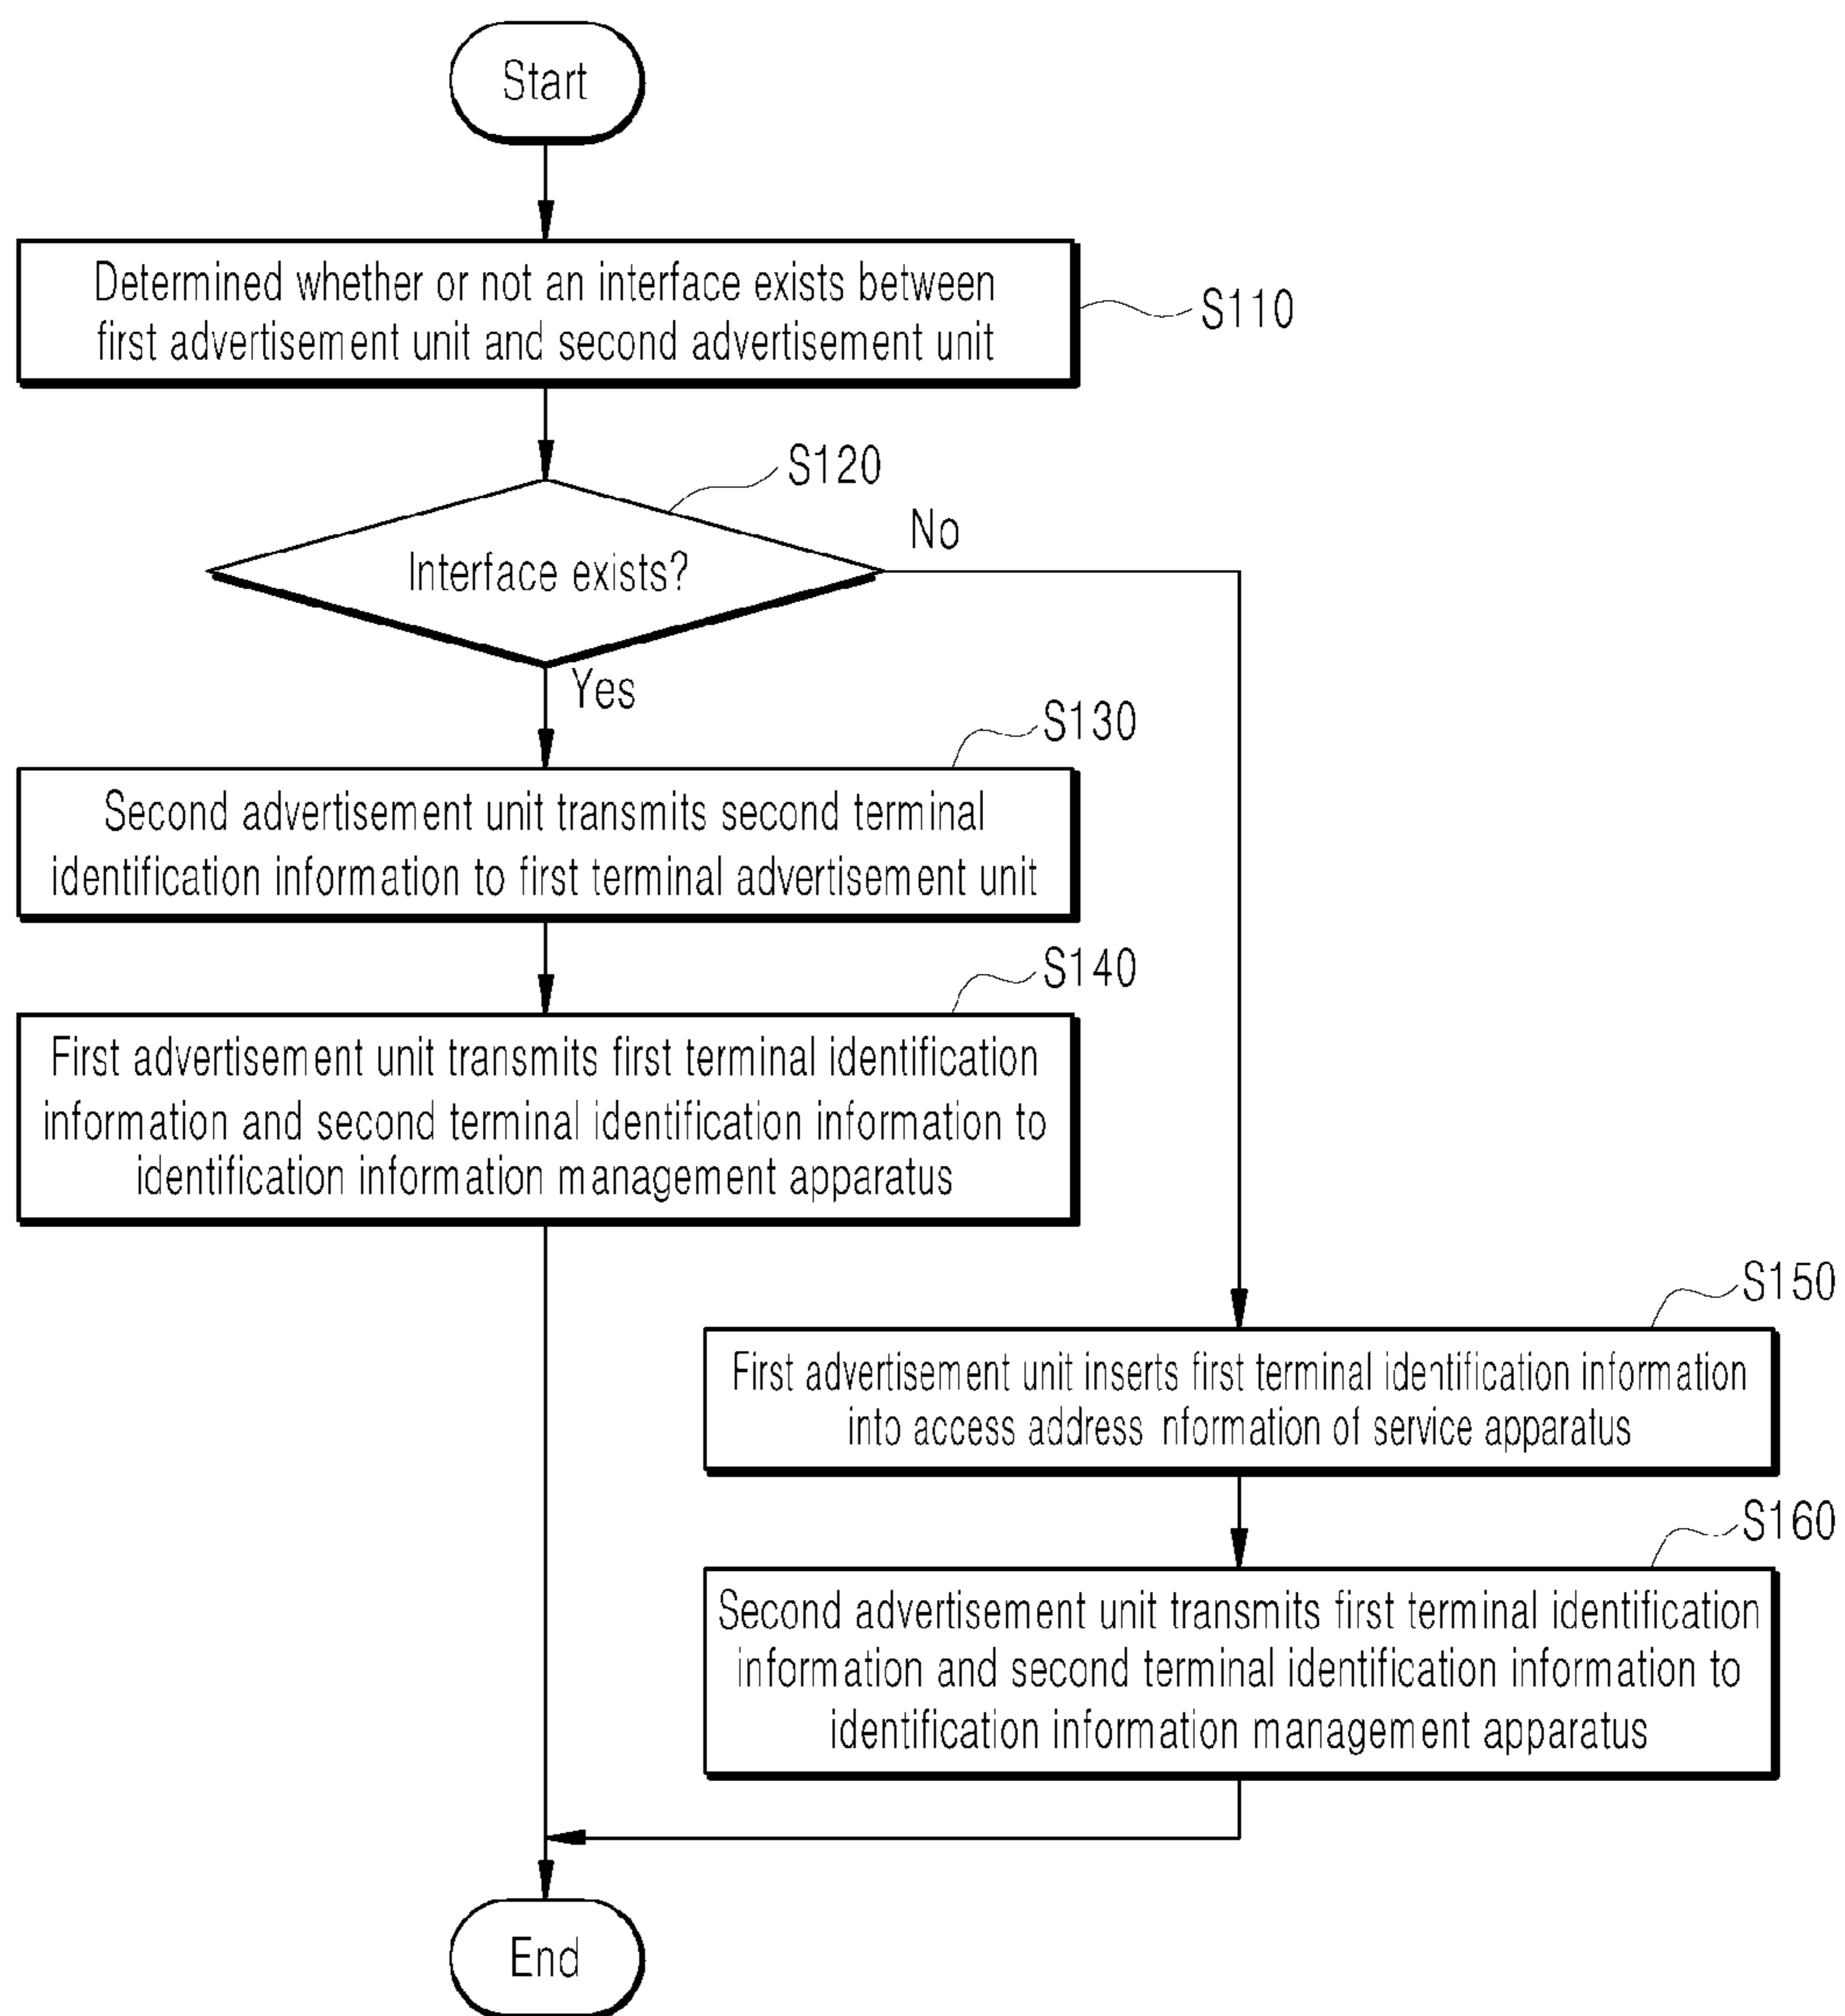 Start
Determined whether or not an interface exists between
first advertisement unit and second advertisement unit
S110
S120
Interface exists?
No
Yes
S130
Second advertisement unit transmits second terminal
identification information to first terminal advertisement unit
S140
First advertisement unit transmits first terminal identification
information and second terminal identification information to
identification information management apparatus
S150
First advertisement unit inserts first terminal identification information
into access address nformation of service apparatus
S160
Second advertisement unit transmits first terminal identification
information and second terminal identification information to
identification information management apparatus
End